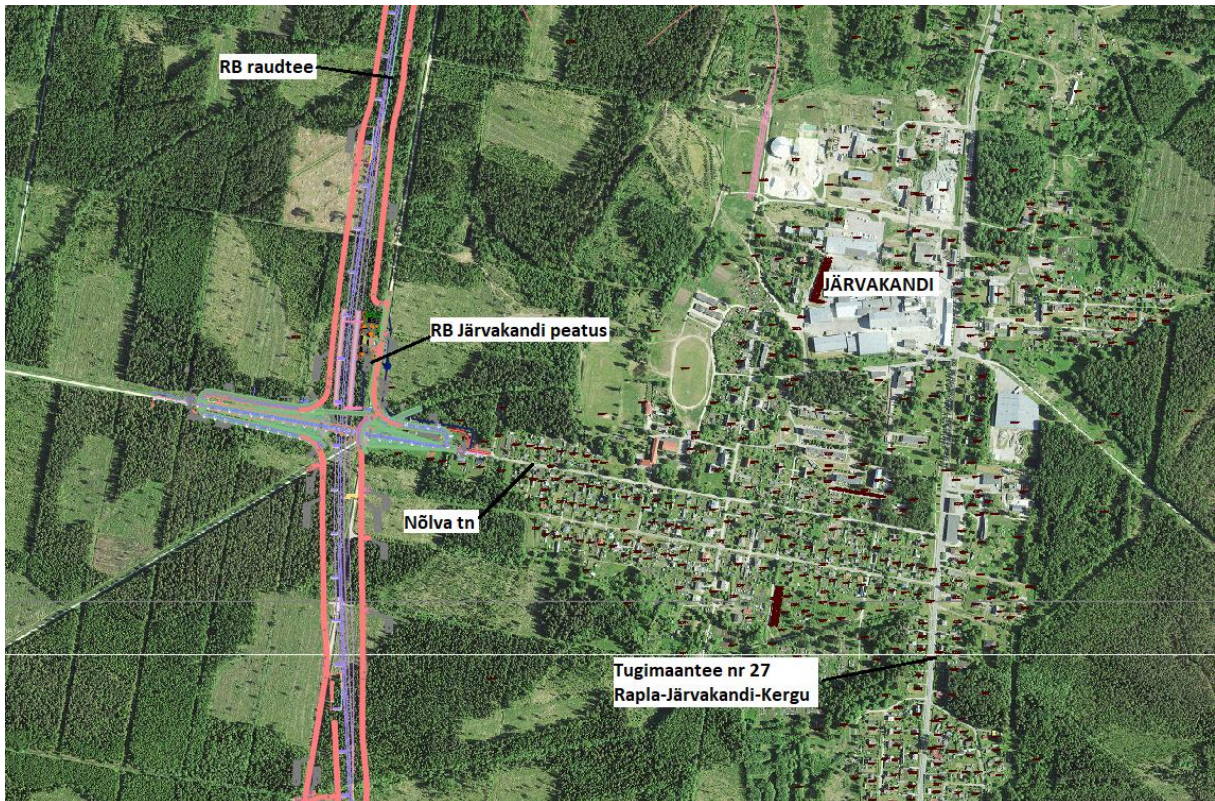 RB raudtee
JÄRVAKANDI
RB Järvakandi peatus
Nõlva tn
Tugimaantee nr 27
Rapla-Järvakandi-Kergu